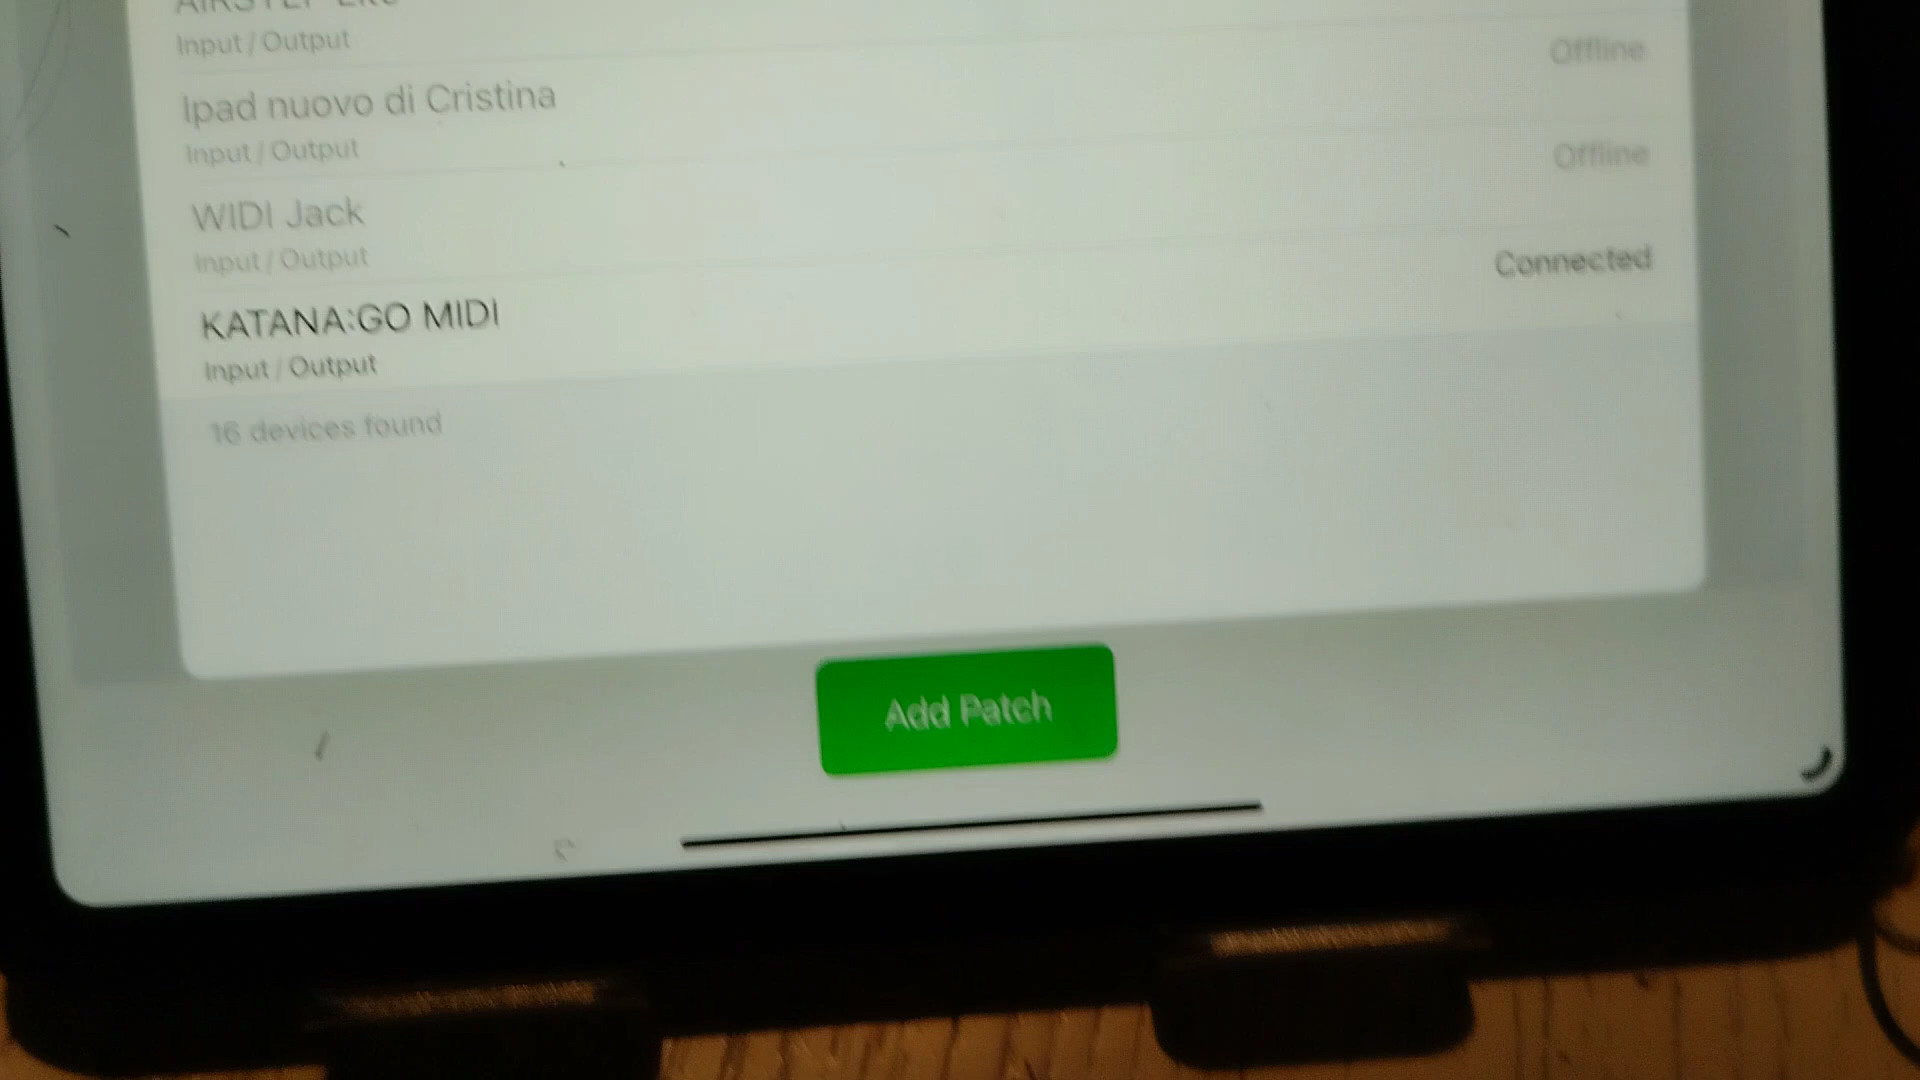 Input / Output
Offline
Ipad nuovo di Cristina
Input / Output
Offline
WIDI Jack
Input / Output
Connected
KATANA:GO MIDI
Input / Output
16 devices found
Add Patch